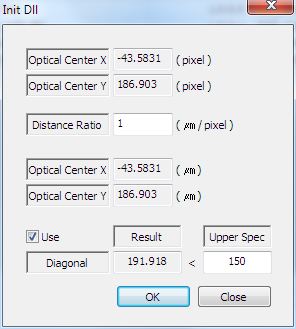 Init Dll
Optical Center X -43.5831 ( pixel )
Optical Center Y 186.903 ( pixel )
Distance Ratio 1 ( ㎛ / pixel )
Optical Center X -43.5831 ( ㎛ )
Optical Center Y 186.903 ( ㎛ )
Use Result Upper Spec
Diagonal 191.918 < 150
OK Close